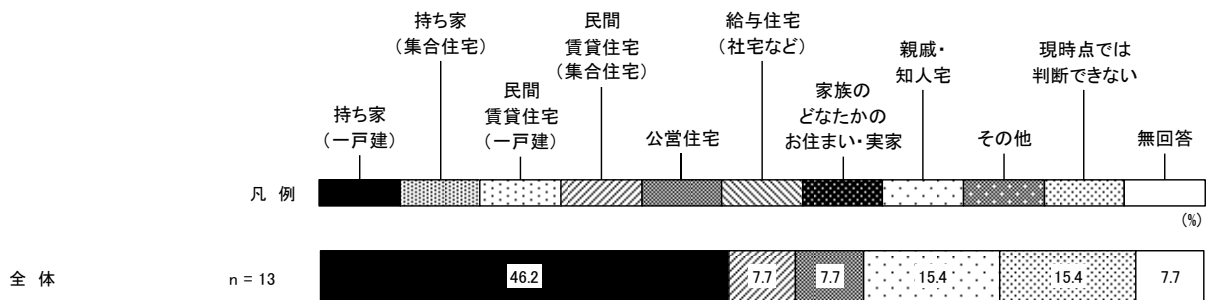 持ち家
（一戸建）
持ち家
（集合住宅）
民間
賃貸住宅
（一戸建）
民間
賃貸住宅
（集合住宅）
公営住宅
給与住宅
（社宅など）
家族の
どなたかの
お住まい・実家
親戚・
知人宅
その他
現時点では
判断できない
無回答
凡 例
(%)
全 体 n = 13 46.2 7.7 7.7 15.4 15.4 7.7